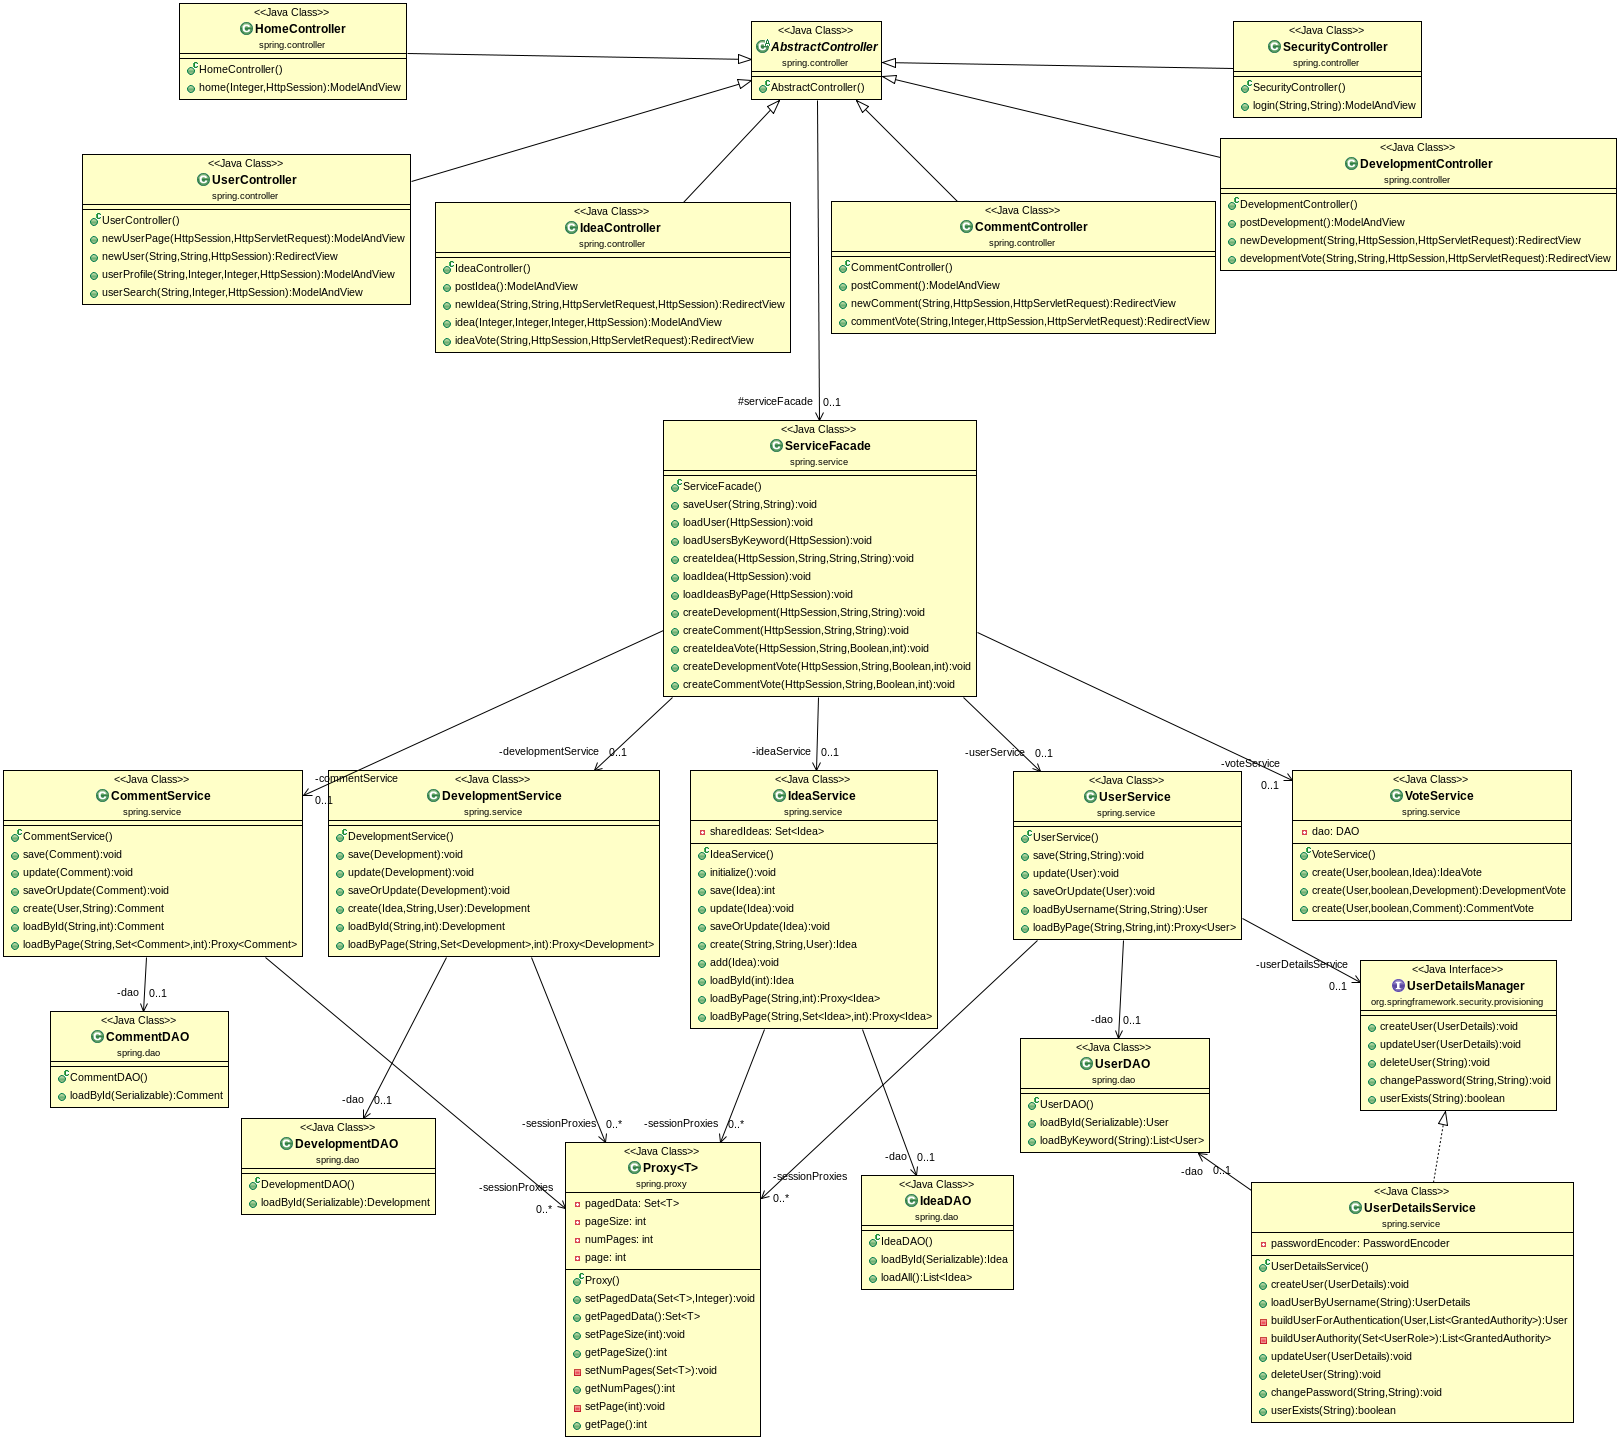 <<Java Class>>
HomeController
spring.controller
HomeController()
home(Integer,HttpSession):ModelAndView
<<Java Class>>
AbstractController
spring.controller
AbstractController()
<<Java Class>>
SecurityController
spring.controller
SecurityController()
login(String,String):ModelAndView
<<Java Class>>
UserController
spring.controller
UserController()
newUserPage(HttpSession,HttpServletRequest):ModelAndView
newUser(String,String,HttpSession):RedirectView
userProfile(String,Integer,Integer,HttpSession):ModelAndView
userSearch(String,Integer,HttpSession):ModelAndView
<<Java Class>>
IdeaController
spring.controller
IdeaController()
postIdea():ModelAndView
newIdea(String,String,HttpServletRequest,HttpSession):RedirectView
idea(Integer,Integer,Integer,HttpSession):ModelAndView
ideaVote(String,HttpSession,HttpServletRequest):RedirectView
<<Java Class>>
CommentController
spring.controller
CommentController()
postComment():ModelAndView
newComment(String,HttpSession,HttpServletRequest):RedirectView
commentVote(String,Integer,HttpSession,HttpServletRequest):RedirectView
<<Java Class>>
DevelopmentController
spring.controller
DevelopmentController()
postDevelopment():ModelAndView
newDevelopment(String,HttpSession,HttpServletRequest):RedirectView
developmentVote(String,String,HttpSession,HttpServletRequest):RedirectView
#serviceFacade 0..1
<<Java Class>>
ServiceFacade
spring.service
ServiceFacade()
saveUser(String,String):void
loadUser(HttpSession):void
loadUsersByKeyword(HttpSession):void
createIdea(HttpSession,String,String,String):void
loadIdea(HttpSession):void
loadIdeasByPage(HttpSession):void
createDevelopment(HttpSession,String,String):void
createComment(HttpSession,String,String):void
createIdeaVote(HttpSession,String,Boolean,int):void
createDevelopmentVote(HttpSession,String,Boolean,int):void
createCommentVote(HttpSession,String,Boolean,int):void
-commentService
0..1
-developmentService 0..1
-ideaService 0..1
-userService 0..1
-voteService
0..1
<<Java Class>>
CommentService
spring.service
CommentService()
save(Comment):void
update(Comment):void
saveOrUpdate(Comment):void
create(User,String):Comment
loadById(String,int):Comment
loadByPage(String,Set<Comment>,int):Proxy<Comment>
<<Java Class>>
DevelopmentService
spring.service
DevelopmentService()
save(Development):void
update(Development):void
saveOrUpdate(Development):void
create(Idea,String,User):Development
loadById(String,int):Development
loadByPage(String,Set<Development>,int):Proxy<Development>
<<Java Class>>
IdeaService
spring.service
sharedIdeas: Set<Idea>
IdeaService()
initialize():void
save(Idea):int
update(Idea):void
saveOrUpdate(Idea):void
create(String,String,User):Idea
add(Idea):void
loadById(int):Idea
loadByPage(String,int):Proxy<Idea>
loadByPage(String,Set<Idea>,int):Proxy<Idea>
<<Java Class>>
UserService
spring.service
UserService()
save(String,String):void
update(User):void
saveOrUpdate(User):void
loadByUsername(String,String):User
loadByPage(String,String,int):Proxy<User>
<<Java Class>>
VoteService
spring.service
dao: DAO
VoteService()
create(User,boolean,Idea):IdeaVote
create(User,boolean,Development):DevelopmentVote
create(User,boolean,Comment):CommentVote
-userDetailsService
0..1
<<Java Interface>>
UserDetailsManager
org.springframework.security.provisioning
createUser(UserDetails):void
updateUser(UserDetails):void
deleteUser(String):void
changePassword(String,String):void
userExists(String):boolean
-dao 0..1
<<Java Class>>
CommentDAO
spring.dao
CommentDAO()
loadById(Serializable):Comment
-dao 0..1
<<Java Class>>
DevelopmentDAO
spring.dao
DevelopmentDAO()
loadById(Serializable):Development
-sessionProxies
0..*
-sessionProxies 0..*
-sessionProxies 0..*
-sessionProxies
0..*
<<Java Class>>
Proxy<T>
spring.proxy
pagedData: Set<T>
pageSize: int
numPages: int
page: int
Proxy()
setPagedData(Set<T>,Integer):void
getPagedData():Set<T>
setPageSize(int):void
getPageSize():int
setNumPages(Set<T>):void
getNumPages():int
setPage(int):void
getPage():int
-dao 0..1
<<Java Class>>
IdeaDAO
spring.dao
IdeaDAO()
loadById(Serializable):Idea
loadAll():List<Idea>
-dao 0..1
<<Java Class>>
UserDAO
spring.dao
UserDAO()
loadById(Serializable):User
loadByKeyword(String):List<User>
-dao 0..1
<<Java Class>>
UserDetailsService
spring.service
passwordEncoder: PasswordEncoder
UserDetailsService()
createUser(UserDetails):void
loadUserByUsername(String):UserDetails
buildUserForAuthentication(User,List<GrantedAuthority>):User
buildUserAuthority(Set<UserRole>):List<GrantedAuthority>
updateUser(UserDetails):void
deleteUser(String):void
changePassword(String,String):void
userExists(String):boolean